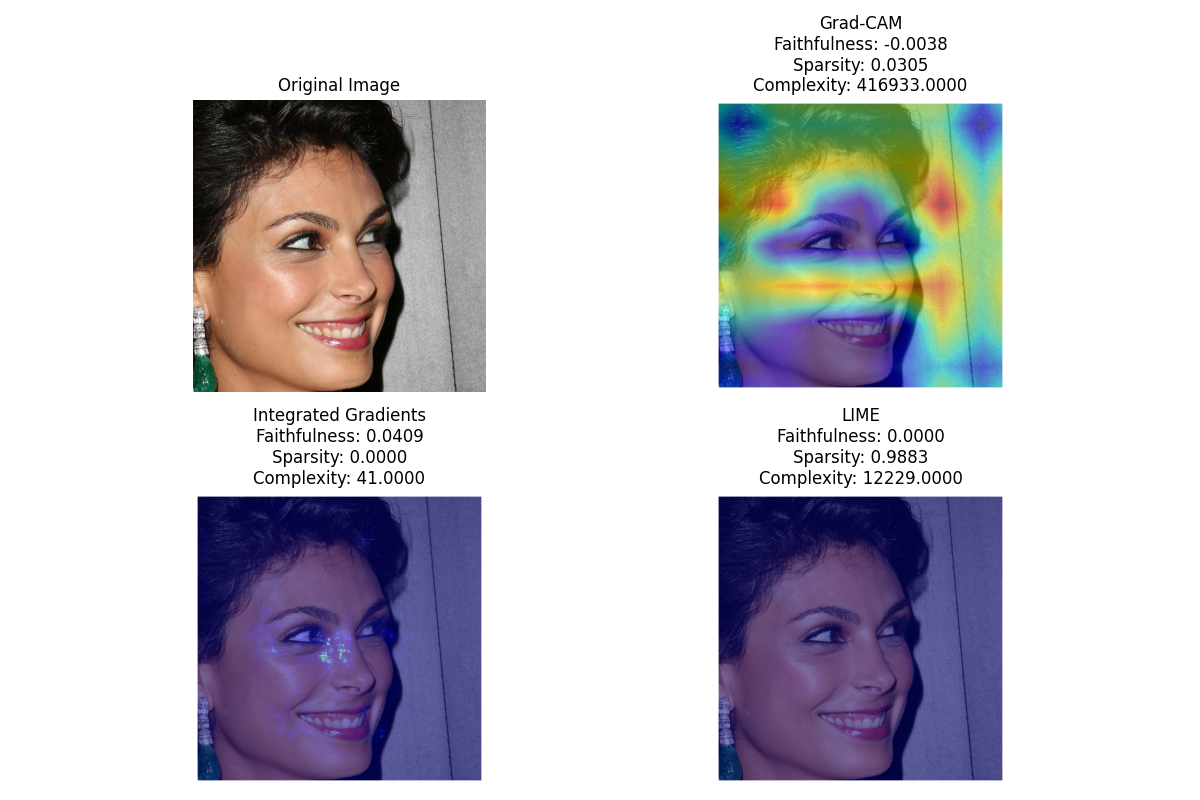 Original Image
Grad-CAM
Faithfulness: -0.0038
Sparsity: 0.0305
Complexity: 416933.0000
Integrated Gradients
Faithfulness: 0.0409
Sparsity: 0.0000
Complexity: 41.0000
LIME
Faithfulness: 0.0000
Sparsity: 0.9883
Complexity: 12229.0000